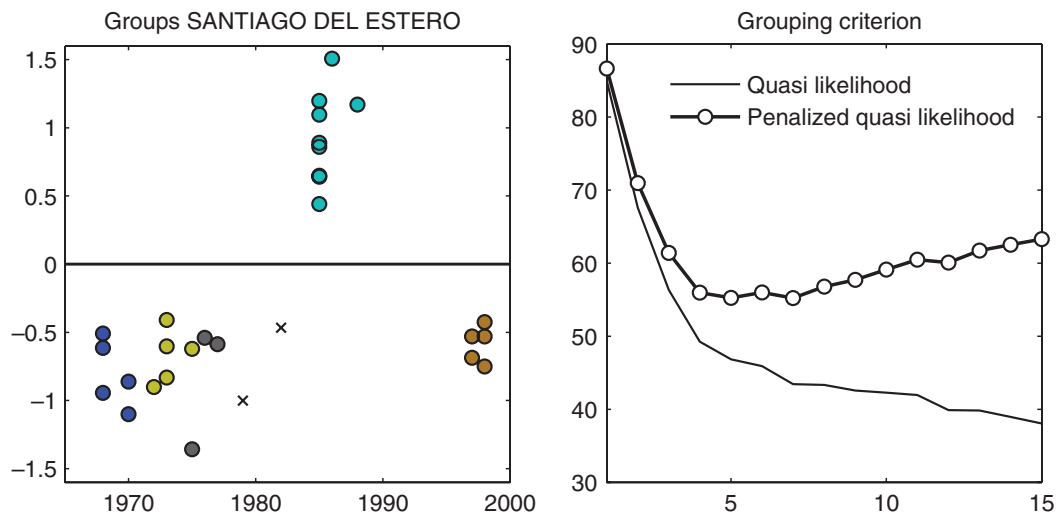 Groups SANTIAGO DEL ESTERO
1.5
1
0.5
0
−0.5
−1
−1.5
1970 1980 1990 2000
Grouping criterion
90
80
70
60
50
40
30
Quasi likelihood
Penalized quasi likelihood
5 10 15